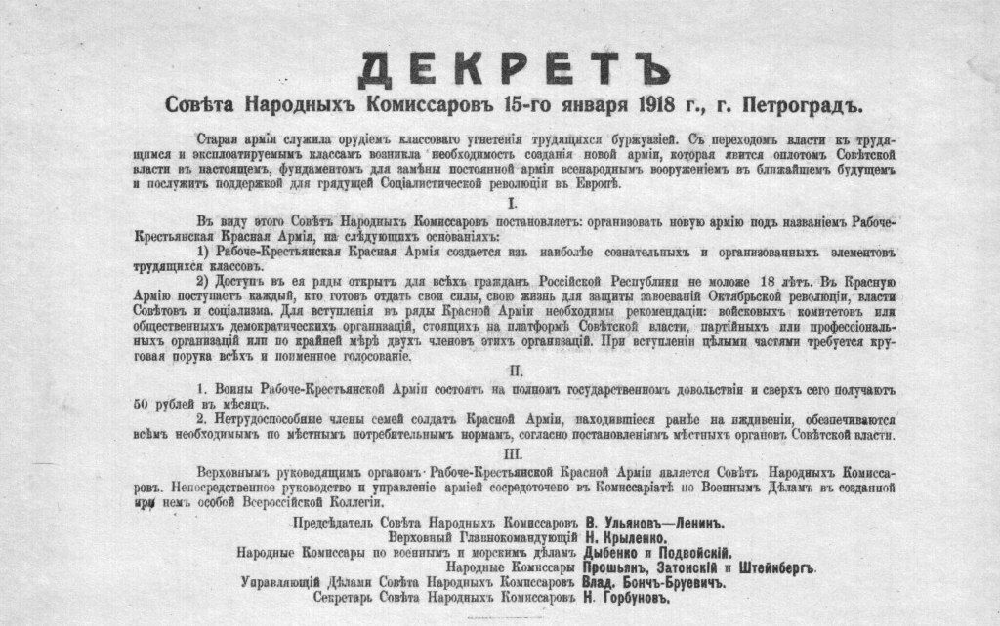 ДЕКРЕТЪ
Совѣта Народныхъ Комиссаровъ 15-го января 1918 г., г. Петроградъ.
Старая армія служила орудіемъ классоваго угнетенія трудящихся буржуазіей. Съ переходомъ власти къ трудя-
щимся и эксплоатируемымъ классамъ возникла необходимость созданія новой арміи, которая явится оплотомъ Совѣтской
власти въ настоящемъ, фундаментомъ для замѣны постоянной арміи всенароднымъ вооруженіемъ въ ближайшемъ будущемъ
и послужитъ поддержкой для грядущей Соціалистической революціи въ Европѣ.
I.
Въ виду этого Совѣтъ Народныхъ Комиссаровъ постановляетъ: организовать новую армію подъ названіемъ Рабоче-
Крестьянская Красная Армія, на слѣдующихъ основаніяхъ:
1) Рабоче-Крестьянская Красная Армія создается изъ наиболѣе сознательныхъ и организованныхъ элементовъ
трудящихся классовъ.
2) Доступъ въ ея ряды открытъ для всѣхъ гражданъ Россійской Республики не моложе 18 лѣтъ. Въ Красную
Армію поступаетъ каждый, кто готовъ отдать свои силы, свою жизнь для защиты завоеваній Октябрьской революціи, власти
Совѣтовъ и соціализма. Для вступленія въ ряды Красной Арміи необходимы рекомендаціи: войсковыхъ комитетовъ или
общественныхъ демократическихъ организацій, стоящихъ на платформѣ Совѣтской власти, партійныхъ или профессіональ-
ныхъ организацій или по крайней мѣрѣ двухъ членовъ этихъ организацій. При вступленіи цѣлыми частями требуется кру-
говая порука всѣхъ и поименное голосованіе.
II.
1. Воины Рабоче-Крестьянской Арміи состоятъ на полномъ государственномъ довольствіи и сверхъ сего получаютъ
50 рублей въ мѣсяцъ.
2. Нетрудоспособные члены семей солдатъ Красной Арміи, находившіеся ранѣе на иждивеніи, обезпечиваются
всѣмъ необходимымъ по мѣстнымъ потребительнымъ нормамъ, согласно постановленіямъ мѣстныхъ органовъ Совѣтской власти.
III.
Верховнымъ руководящимъ органомъ Рабоче-Крестьянской Красной Арміи является Совѣтъ Народныхъ Комисса-
ровъ. Непосредственное руководство и управленіе арміей сосредоточено въ Комиссаріатѣ по Военнымъ Дѣламъ въ созданной
при немъ особой Всероссійской Коллегіи.
Предсѣдатель Совѣта Народныхъ Комиссаровъ В. Ульяновъ—Ленинъ.
Верховный Главнокомандующій Н. Крыленко.
Народные Комиссары по военнымъ и морскимъ дѣламъ Дыбенко и Подвойскій.
Народные Комиссары Прошьянъ, Затонскій и Штейнбергъ.
Управляющій Дѣлами Совѣта Народныхъ Комиссаровъ Влад. Бончъ-Бруевичъ.
Секретарь Совѣта Народныхъ Комиссаровъ Н. Горбуновъ.